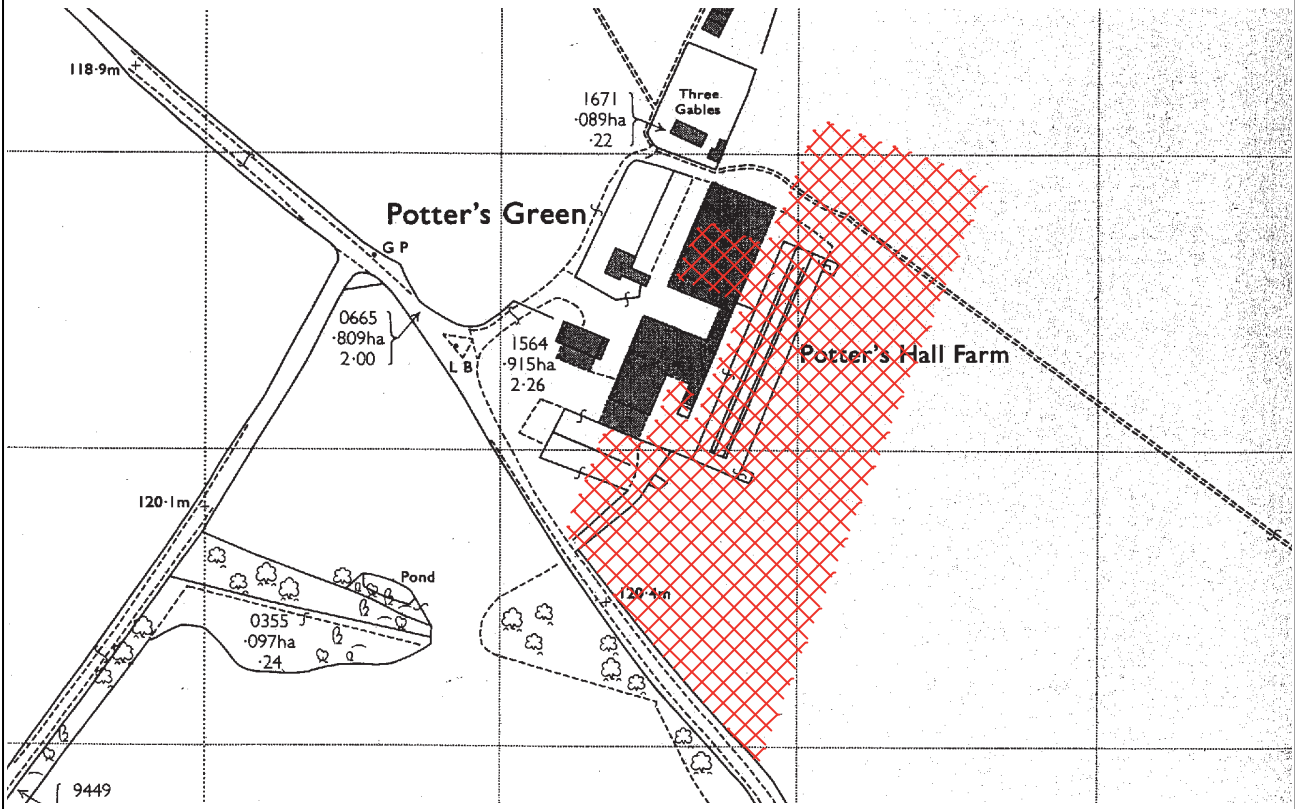 118·9m
Three
Gables
1671
·089ha
·22
Potter's Green
G P
0665
·809ha
2·00
L B
1564
·915ha
2·26
Potter's Hall Farm
120·1m
Pond
120·4m
0355
·097ha
·24
9449